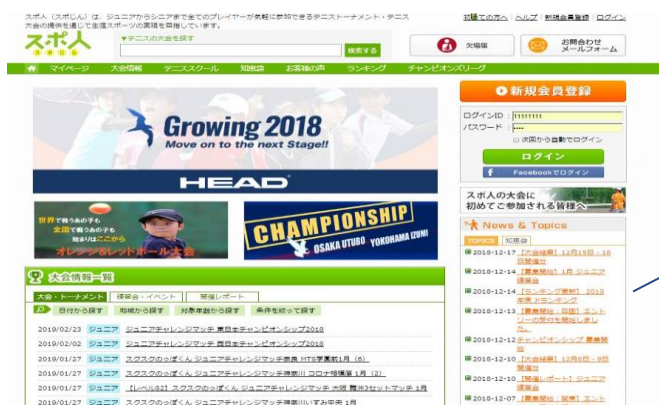 スポ人（スポじん）は、ジュニアからシニアまで全てのプレイヤーが気軽に参加できるテニストーナメント・テニス
大会の提供を通じて生涯スポーツの実現を目指しています。
初めての方へ | ヘルプ | 新規会員登録 | ログイン
スポ人
▼テニスの大会を探す
検索する
欠場届
お問合わせ
メールフォーム
マイページ 大会情報 テニススクール 知恵袋 お客様の声 ランキング チャンピオンズリーグ
新規会員登録
ログインID : 11111111
パスワード : ••••
次回から自動でログイン
ログイン
Facebookでログイン
Growing 2018
Move on to the next Stage!!
HEAD
世界で戦うあの子も
全国で戦うあの子も
始まりはここから
オレンジ&レッドボール大会
CHAMPIONSHIP
OSAKA UTUBO YOKOHAMA IZUMI
スポ人の大会に
初めてご参加される皆様へ
News & Topics
TOPICS 知恵袋
2018-12-17 【大会結果】12月15日・16
日開催分
2018-12-14 【募集開始】1月 ジュニア
練習会
2018-12-14 【ランキング更新】 2018
年度 Jrランキング
2018-12-13 【募集開始：関西】エント
リーの受付を開始しまし
た。
2018-12-12 チャンピオンシップ 募集開
始
2018-12-10 【大会結果】12月8日・9日
開催分
2018-12-10 【開催レポート】ジュニア
練習会
2018-12-07 【募集開始：関東】エント
大会情報一覧
大会・トーナメント 練習会・イベント 開催レポート
日付から探す 地域から探す 対象年齢から探す 条件を絞って探す
2019/02/23 ジュニア ジュニアチャレンジマッチ 東日本チャンピオンシップ2018
2019/02/02 ジュニア ジュニアチャレンジマッチ 西日本チャンピオンシップ2018
2019/01/27 ジュニア スクスクのっぽくん ジュニアチャレンジマッチ奈良 MTS学園前1月（6）
2019/01/27 ジュニア スクスクのっぽくん ジュニアチャレンジマッチ神奈川 コロナ相模原 1月（2）
2019/01/27 ジュニア 【レベル82】スクスクのっぽくん ジュニアチャレンジマッチ 大阪 舞洲3セットマッチ 1月
2019/01/27 ジュニア スクスクのっぽくん ジュニアチャレンジマッチ神奈川いずみ中央 1月